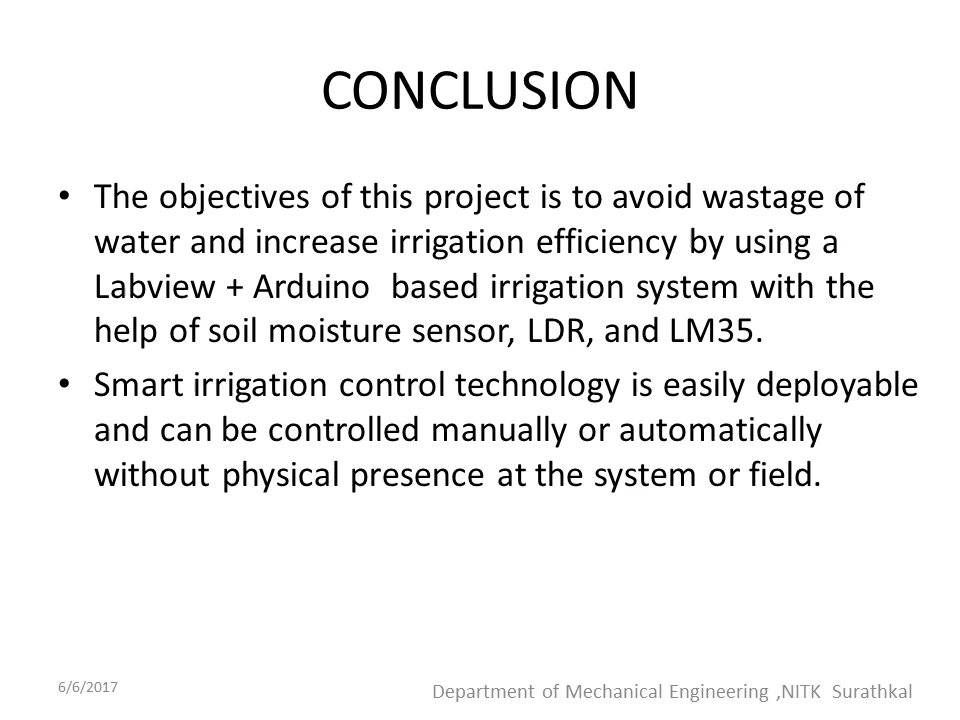 CONCLUSION
• The objectives of this project is to avoid wastage of
water and increase irrigation efficiency by using a
Labview + Arduino  based irrigation system with the
help of soil moisture sensor, LDR, and LM35.
• Smart irrigation control technology is easily deployable
and can be controlled manually or automatically
without physical presence at the system or field.
6/6/2017
Department of Mechanical Engineering ,NITK Surathkal